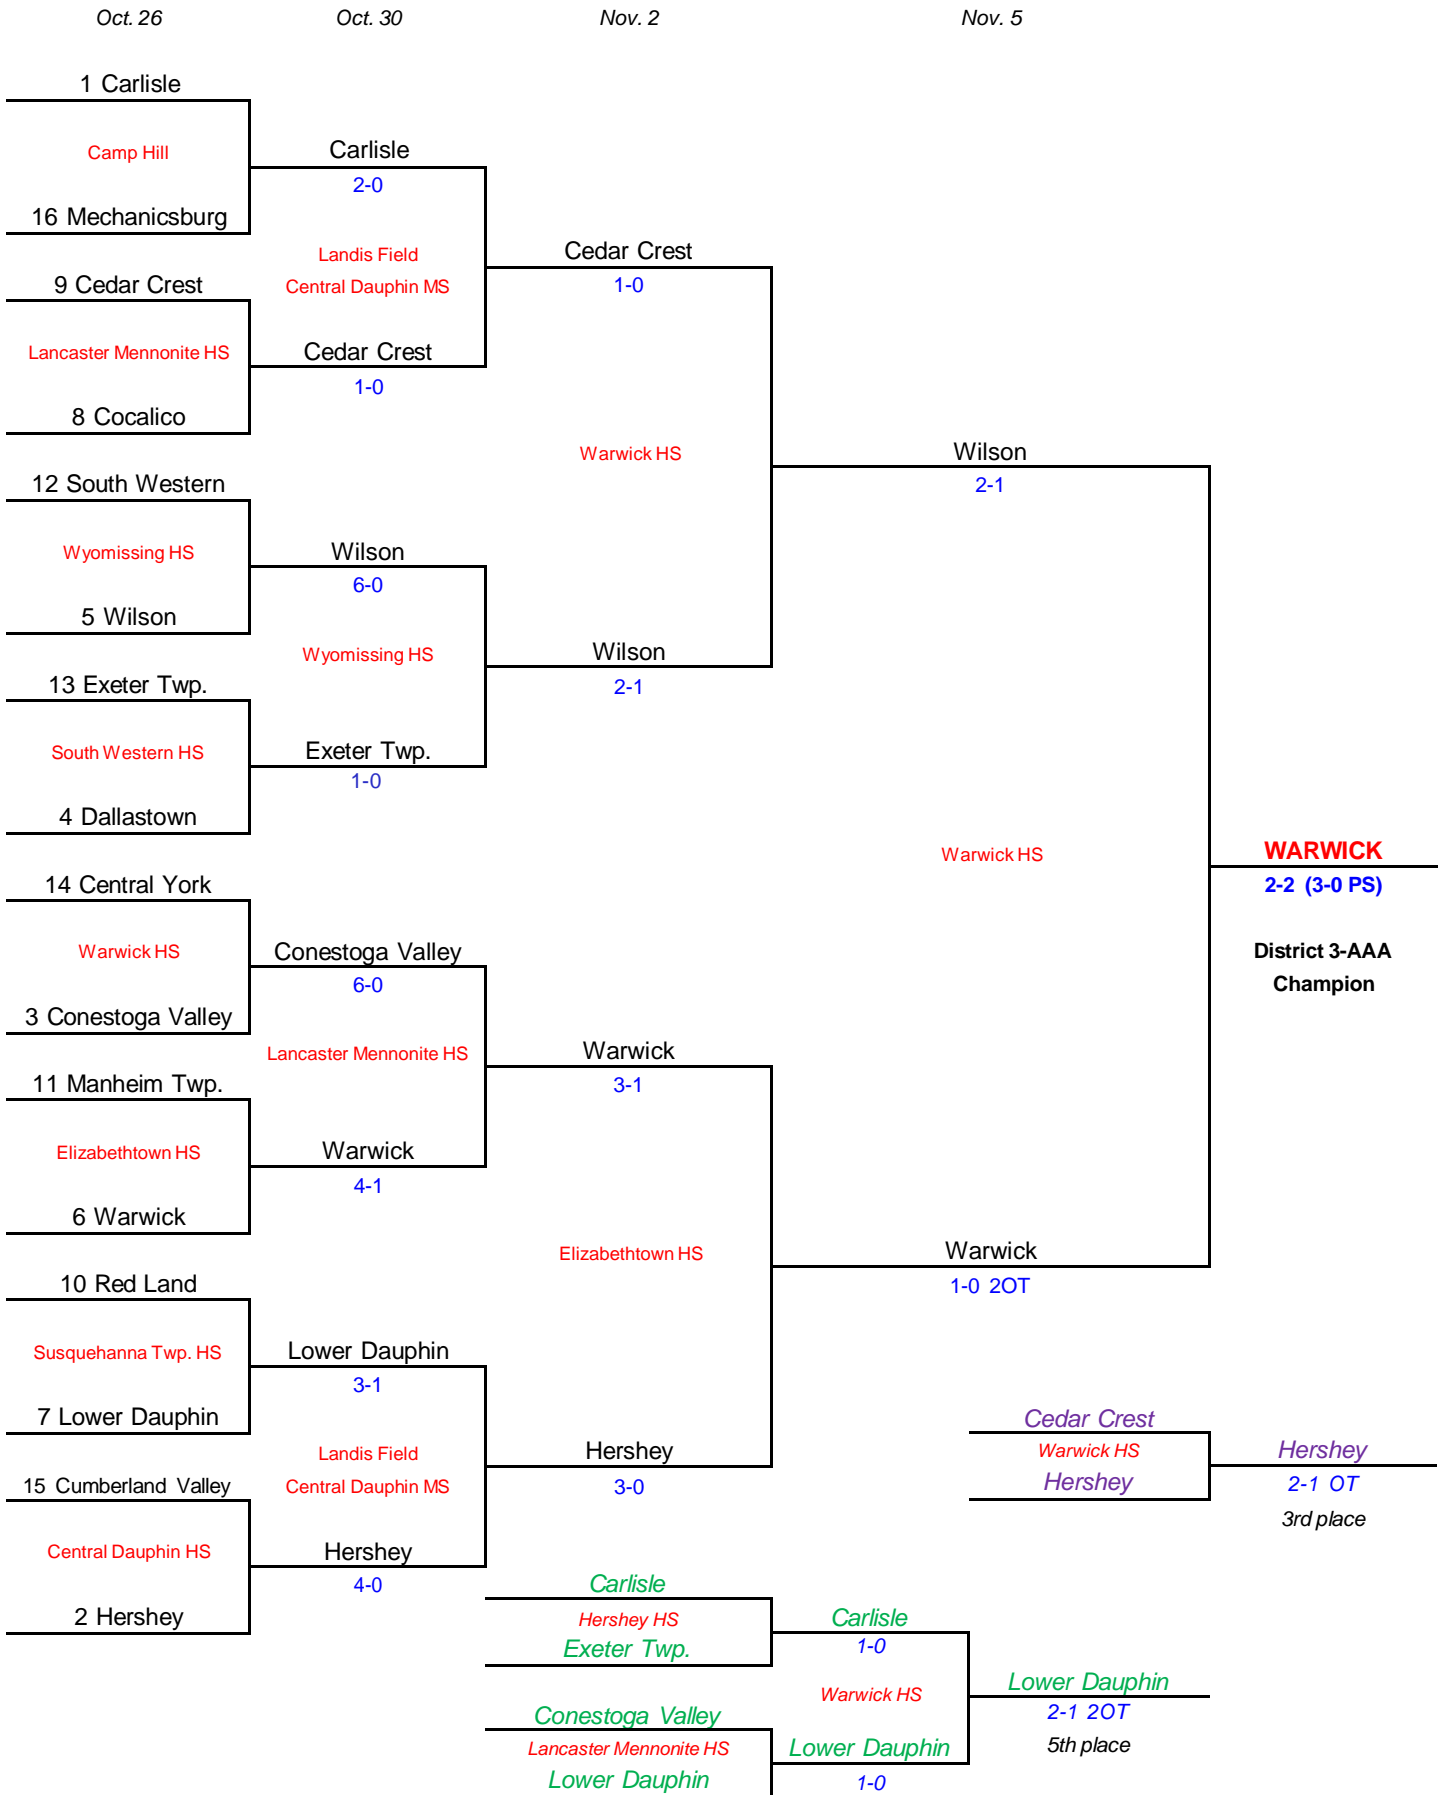 Oct. 26
Oct. 30
Nov. 2
Nov. 5
1 Carlisle
Camp Hill
16 Mechanicsburg
9 Cedar Crest
Lancaster Mennonite HS
8 Cocalico
12 South Western
Wyomissing HS
5 Wilson
13 Exeter Twp.
South Western HS
4 Dallastown
14 Central York
Warwick HS
3 Conestoga Valley
11 Manheim Twp.
Elizabethtown HS
6 Warwick
10 Red Land
Susquehanna Twp. HS
7 Lower Dauphin
15 Cumberland Valley
Central Dauphin HS
2 Hershey
Carlisle
2-0
Landis Field
Central Dauphin MS
Cedar Crest
1-0
Wilson
6-0
Wyomissing HS
Exeter Twp.
1-0
Conestoga Valley
6-0
Lancaster Mennonite HS
Warwick
4-1
Lower Dauphin
3-1
Landis Field
Central Dauphin MS
Hershey
4-0
Cedar Crest
1-0
Warwick HS
Wilson
2-1
Warwick
3-1
Elizabethtown HS
Hershey
3-0
Wilson
2-1
Warwick HS
Warwick
1-0 2OT
WARWICK
2-2 (3-0 PS)
District 3-AAA
Champion
Cedar Crest
Warwick HS
Hershey
Hershey
2-1 OT
3rd place
Carlisle
Hershey HS
Exeter Twp.
Conestoga Valley
Lancaster Mennonite HS
Lower Dauphin
Carlisle
1-0
Warwick HS
Lower Dauphin
1-0
Lower Dauphin
2-1 2OT
5th place